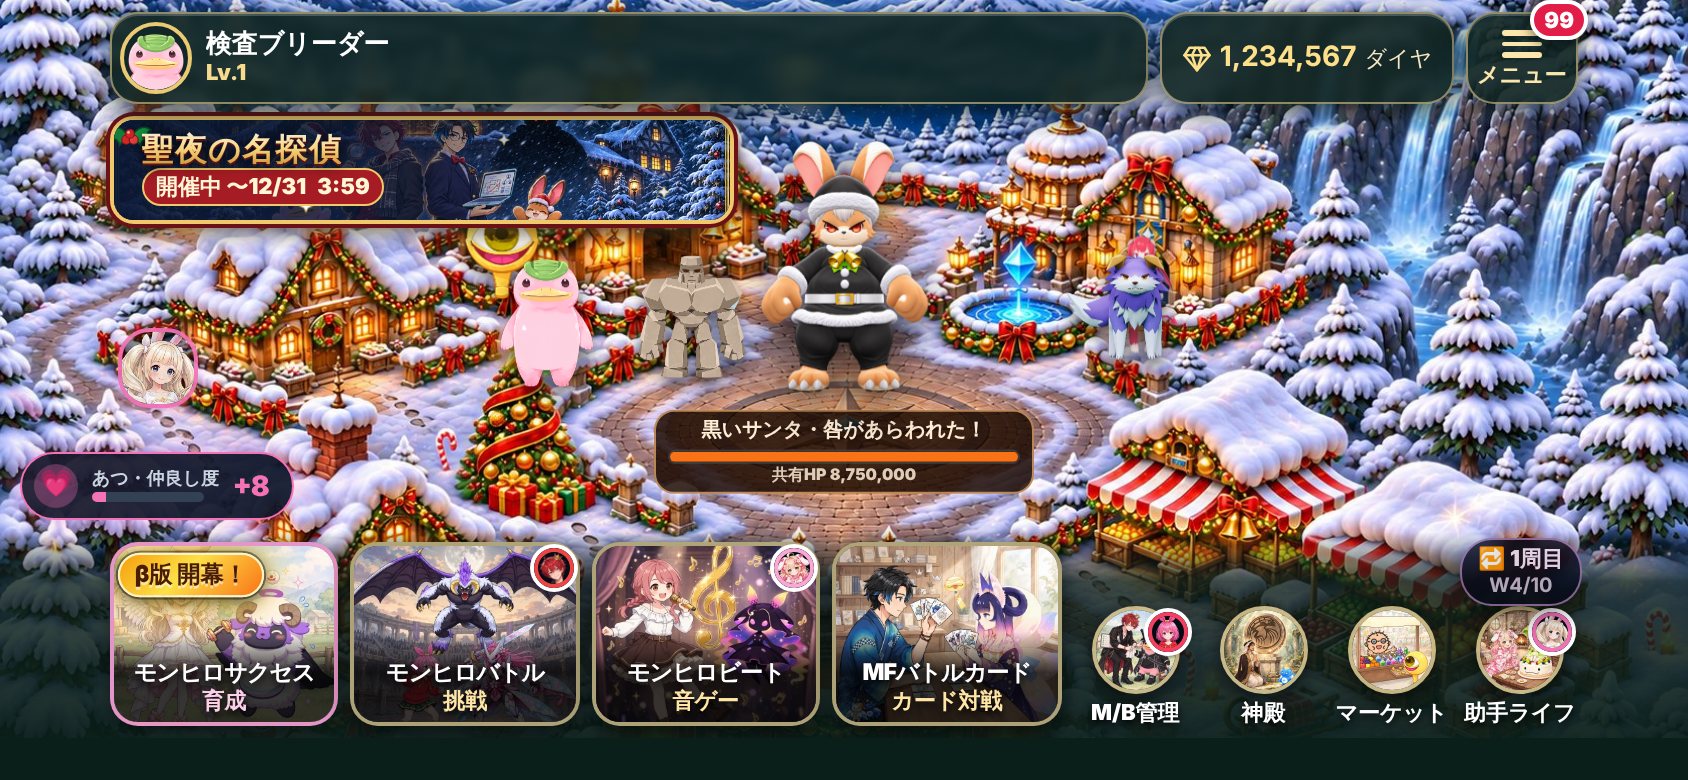 検査ブリーダー
Lv.1
1,234,567 ダイヤ
99
メニュー
聖夜の名探偵
開催中 〜12/31 3:59
黒いサンタ・咎があらわれた！
共有HP 8,750,000
あつ・仲良し度 +8
β版 開幕！
モンヒロサクセス
育成
モンヒロバトル
挑戦
モンヒロビート
音ゲー
MFバトルカード
カード対戦
1周目
W4/10
M/B管理
神殿
マーケット
助手ライフ